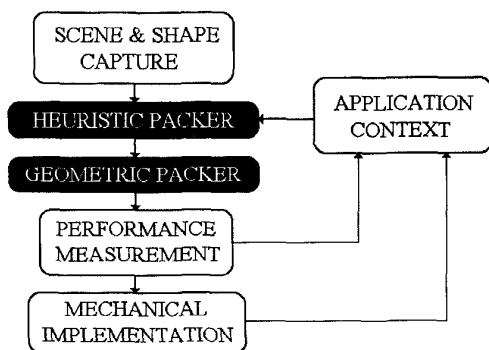 SCENE & SHAPE
CAPTURE
HEURISTIC PACKER
APPLICATION
CONTEXT
GEOMETRIC PACKER
PERFORMANCE
MEASUREMENT
MECHANICAL
IMPLEMENTATION